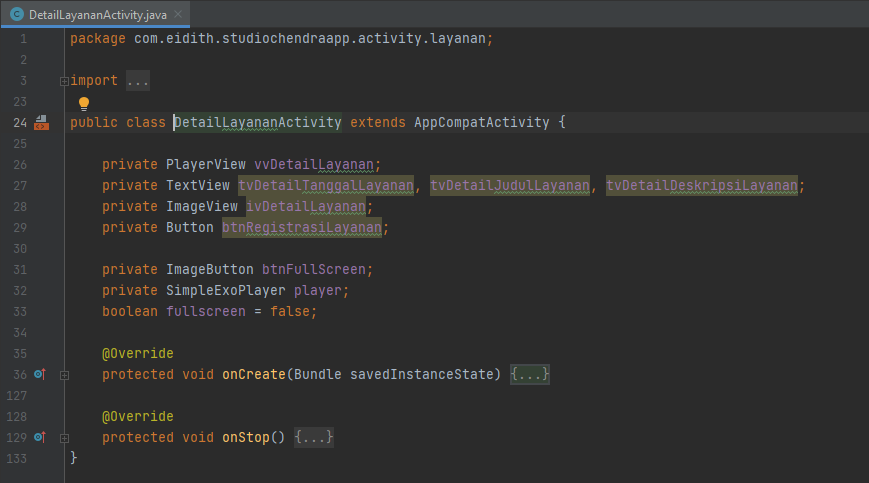 DetailLayananActivity.java
1 package com.eidith.studiochendraapp.activity.layanan;
2
3 import ...
23
24 public class DetailLayananActivity extends AppCompatActivity {
25
26 private PlayerView vvDetailLayanan;
27 private TextView tvDetailTanggalLayanan, tvDetailJudulLayanan, tvDetailDeskripsiLayanan;
28 private ImageView ivDetailLayanan;
29 private Button btnRegistrasiLayanan;
30
31 private ImageButton btnFullScreen;
32 private SimpleExoPlayer player;
33 boolean fullscreen = false;
34
35 @Override
36 protected void onCreate(Bundle savedInstanceState) {...}
127
128 @Override
129 protected void onStop() {...}
133 }